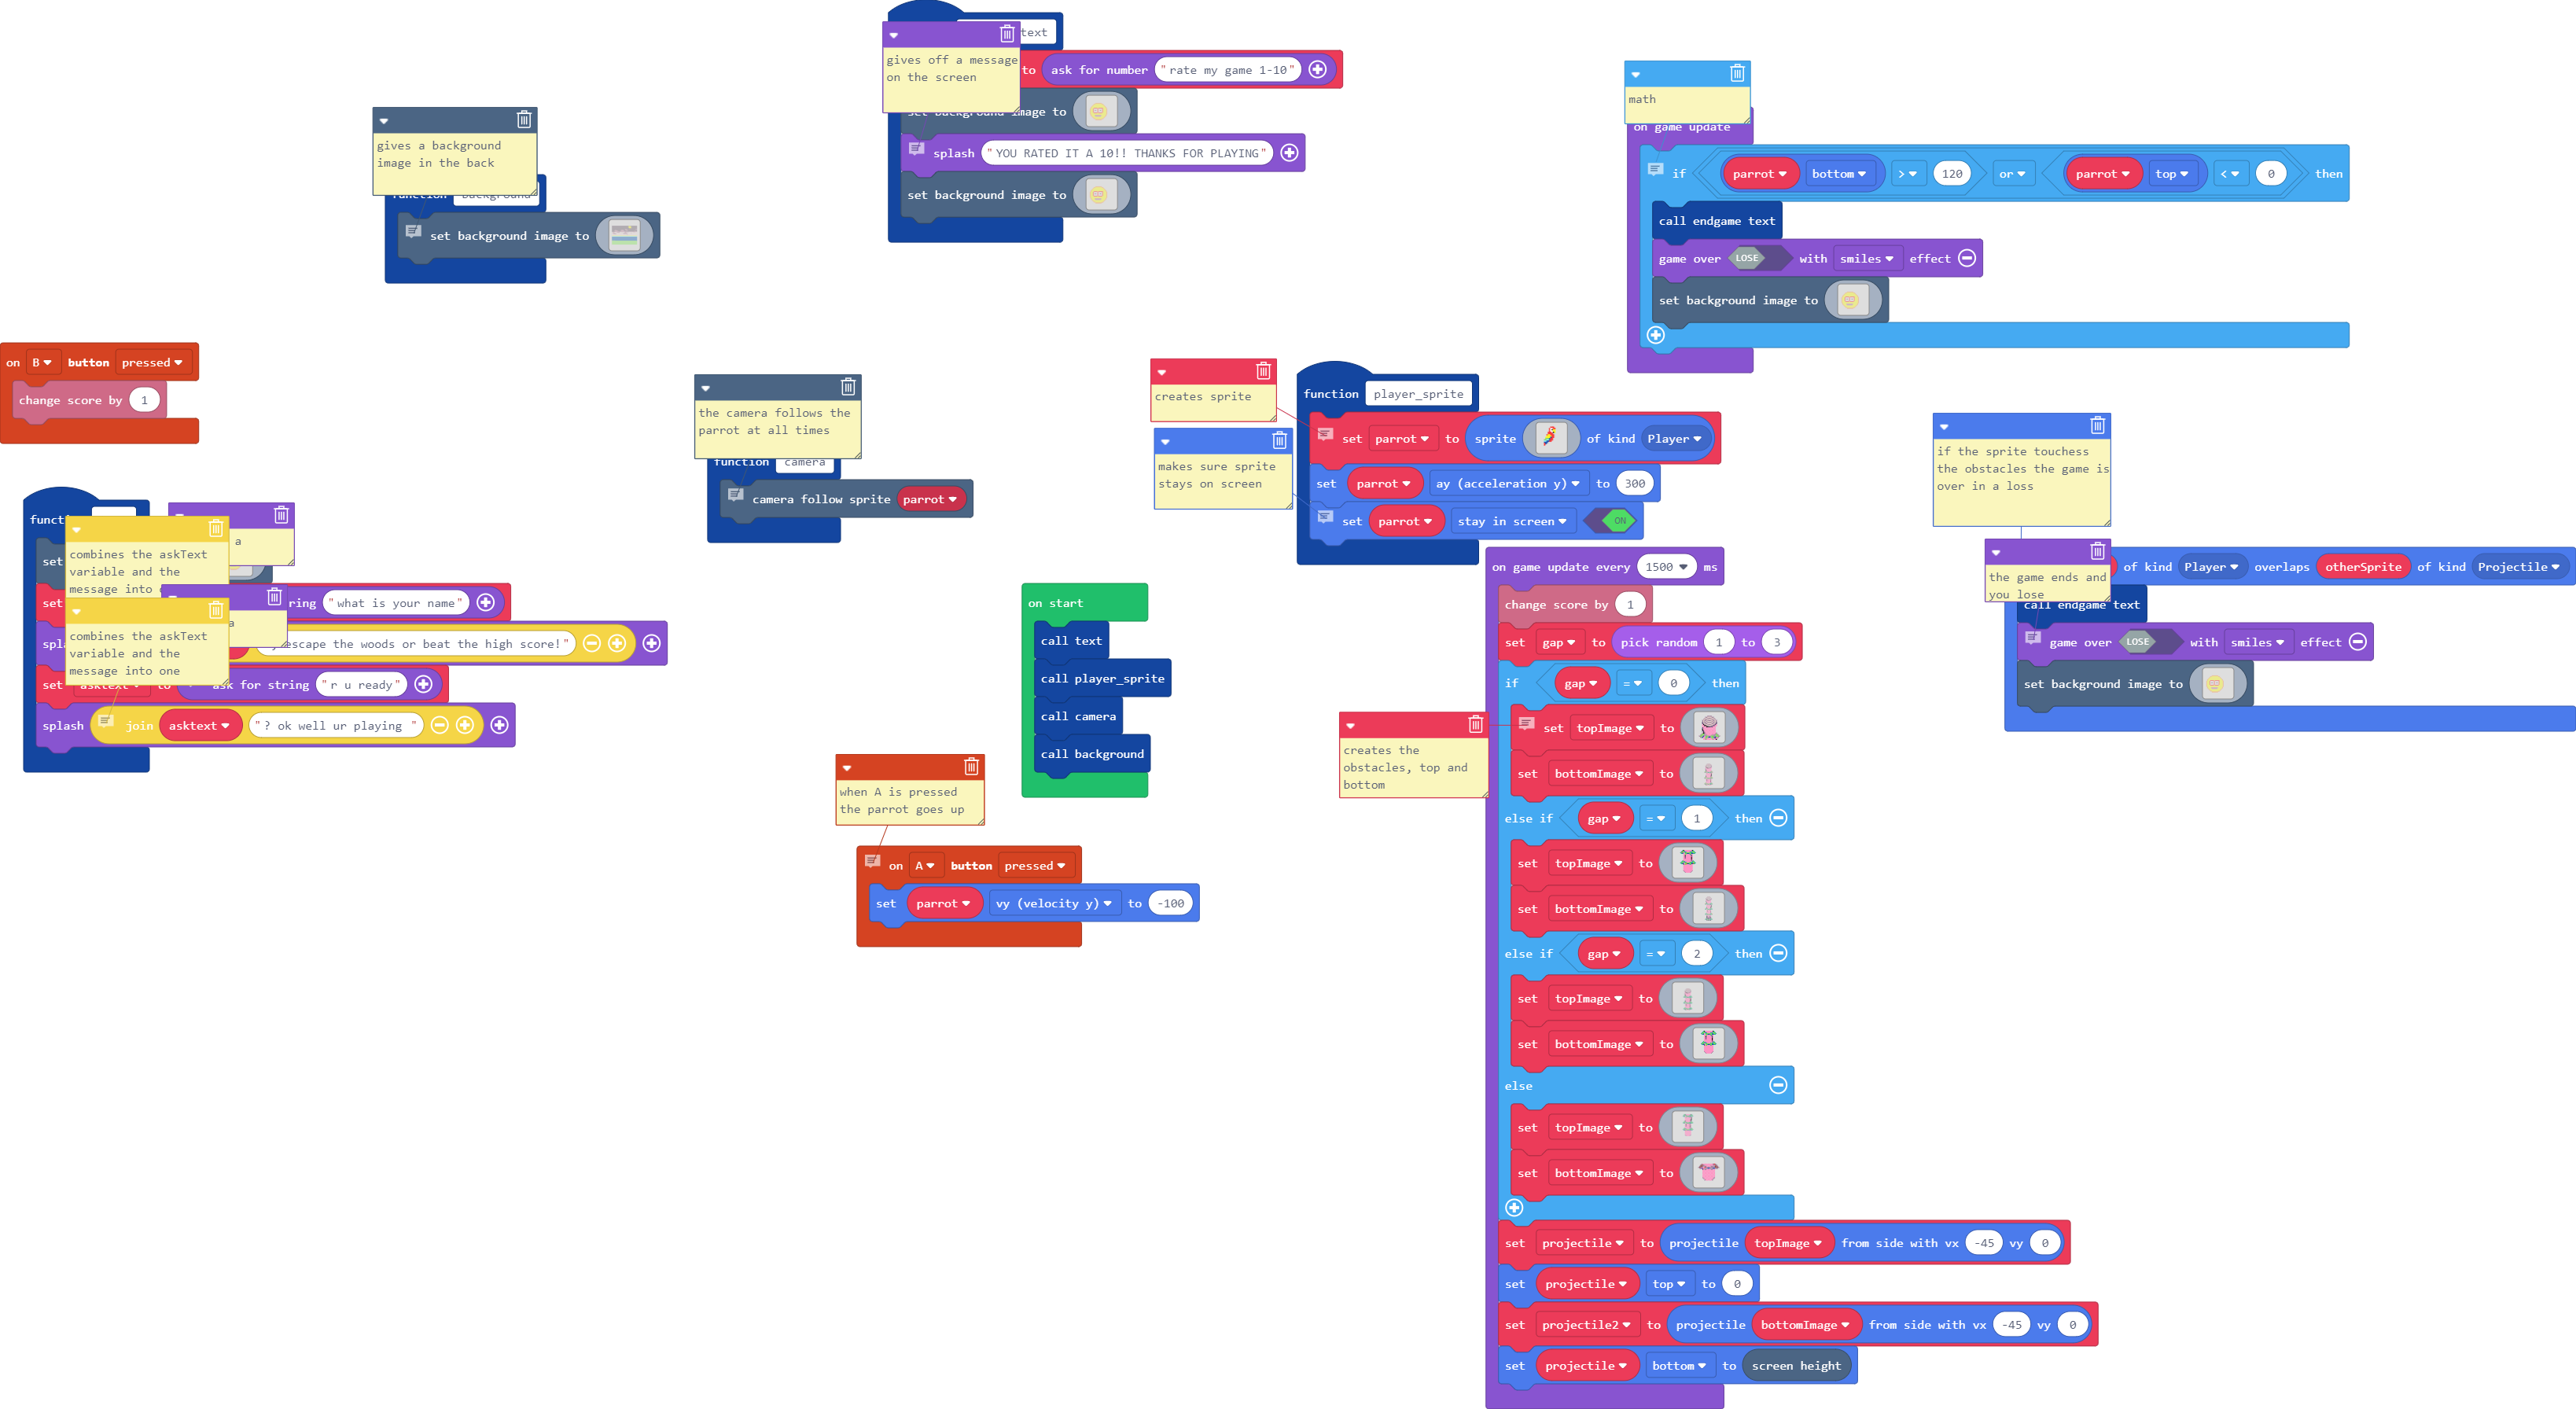 text
gives off a message
on the screen
to ask for number "rate my game 1-10"
set background image to
splash "YOU RATED IT A 10!! THANKS FOR PLAYING"
set background image to
gives a background
image in the back
function background
set background image to
math
on game update
if parrot bottom > 120 or parrot top < 0 then
call endgame text
game over LOSE with smiles effect
set background image to
on B button pressed
change score by 1
the camera follows the
parrot at all times
function camera
camera follow sprite parrot
creates sprite
makes sure sprite
stays on screen
function player_sprite
set parrot to sprite of kind Player
set parrot ay (acceleration y) to 300
set parrot stay in screen ON
if the sprite touchess
the obstacles the game is
over in a loss
the game ends and
you lose
of kind Player overlaps otherSprite of kind Projectile
call endgame text
game over LOSE with smiles effect
set background image to
combines the askText
variable and the
message into
a
set
set "what is your name"
a
escape the woods or beat the high score!"
combines the askText
variable and the
message into one
set asktext to ask for string "r u ready"
splash join asktext "? ok well ur playing "
on start
call text
call player_sprite
call camera
call background
when A is pressed
the parrot goes up
on A button pressed
set parrot vy (velocity y) to -100
on game update every 1500 ms
change score by 1
set gap to pick random 1 to 3
if gap = 0 then
creates the
obstacles, top and
bottom
set topImage to
set bottomImage to
else if gap = 1 then
set topImage to
set bottomImage to
else if gap = 2 then
set topImage to
set bottomImage to
else
set topImage to
set bottomImage to
set projectile to projectile topImage from side with vx -45 vy 0
set projectile top to 0
set projectile2 to projectile bottomImage from side with vx -45 vy 0
set projectile bottom to screen height